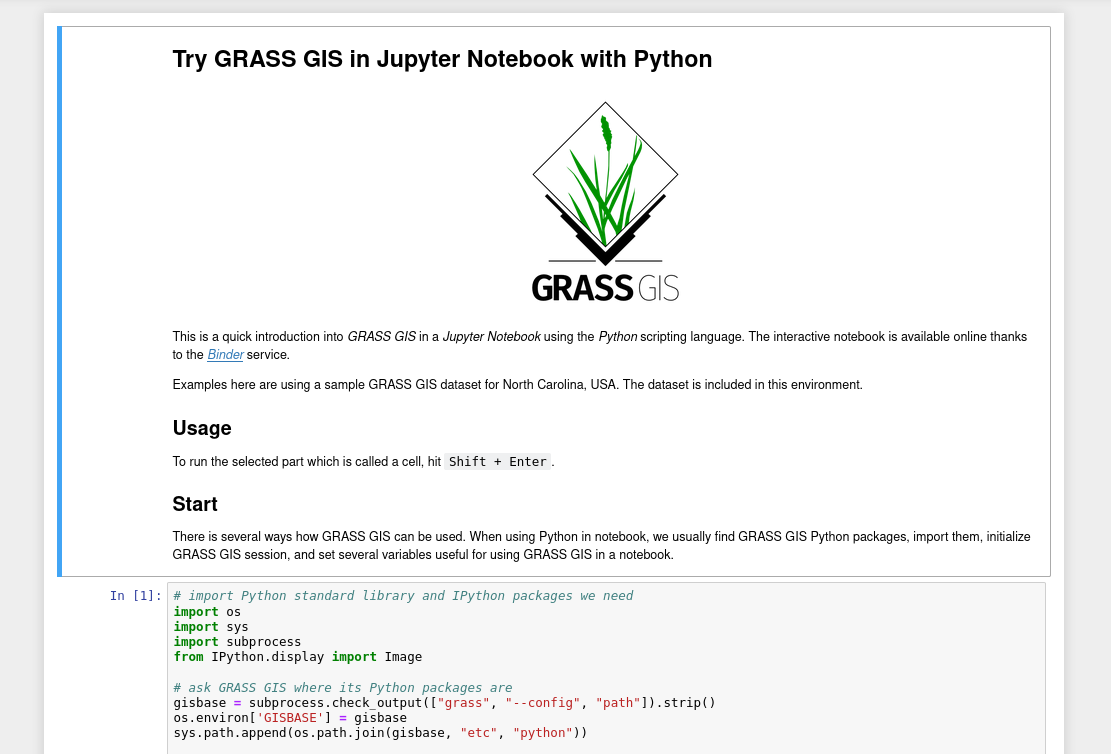 Try GRASS GIS in Jupyter Notebook with Python
GRASS GIS
This is a quick introduction into GRASS GIS in a Jupyter Notebook using the Python scripting language. The interactive notebook is available online thanks
to the Binder service.
Examples here are using a sample GRASS GIS dataset for North Carolina, USA. The dataset is included in this environment.
Usage
To run the selected part which is called a cell, hit Shift + Enter .
Start
There is several ways how GRASS GIS can be used. When using Python in notebook, we usually find GRASS GIS Python packages, import them, initialize
GRASS GIS session, and set several variables useful for using GRASS GIS in a notebook.
In [1]: # import Python standard library and IPython packages we need
import os
import sys
import subprocess
from IPython.display import Image
# ask GRASS GIS where its Python packages are
gisbase = subprocess.check_output(["grass", "--config", "path"]).strip()
os.environ['GISBASE'] = gisbase
sys.path.append(os.path.join(gisbase, "etc", "python"))